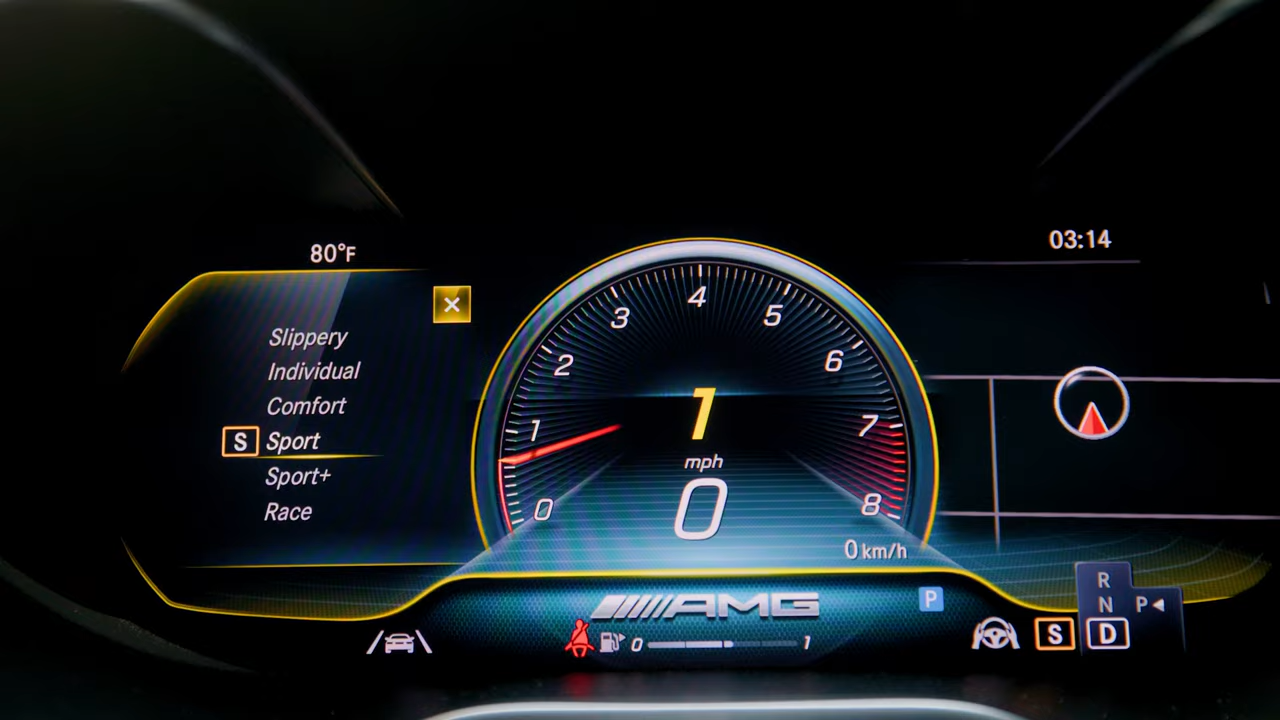 80°F
03:14
Slippery
Individual
Comfort
S Sport
Sport+
Race
0
1
2
3
4
5
6
7
8
1
mph
0
0 km/h
AMG
P
0 1
R
N
P
S D